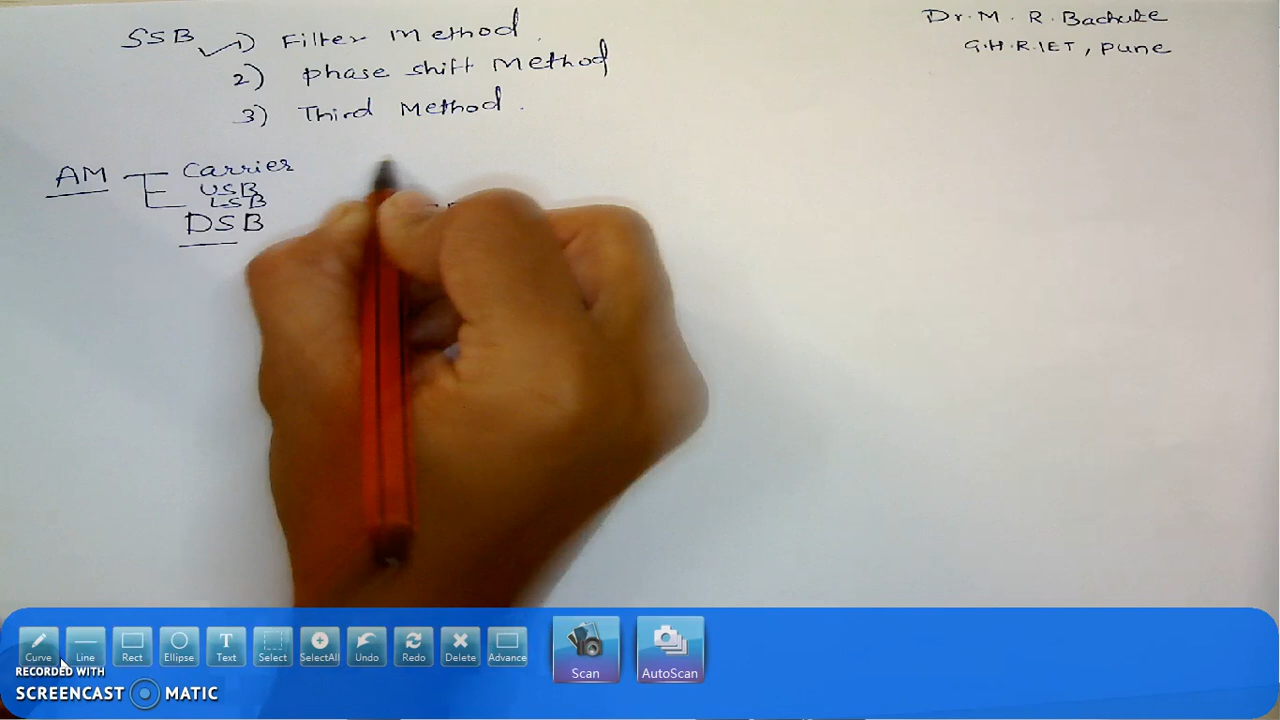 SSB 1) Filter Method.
2) phase shift Method
3) Third Method.
Dr. M. R. Bachute
G.H.R.IET, Pune
AM Carrier
USB
LSB
DSB
Curve Line Rect Ellipse Text Select SelectAll Undo Redo Delete Advance Scan AutoScan
RECORDED WITH
SCREENCAST MATIC